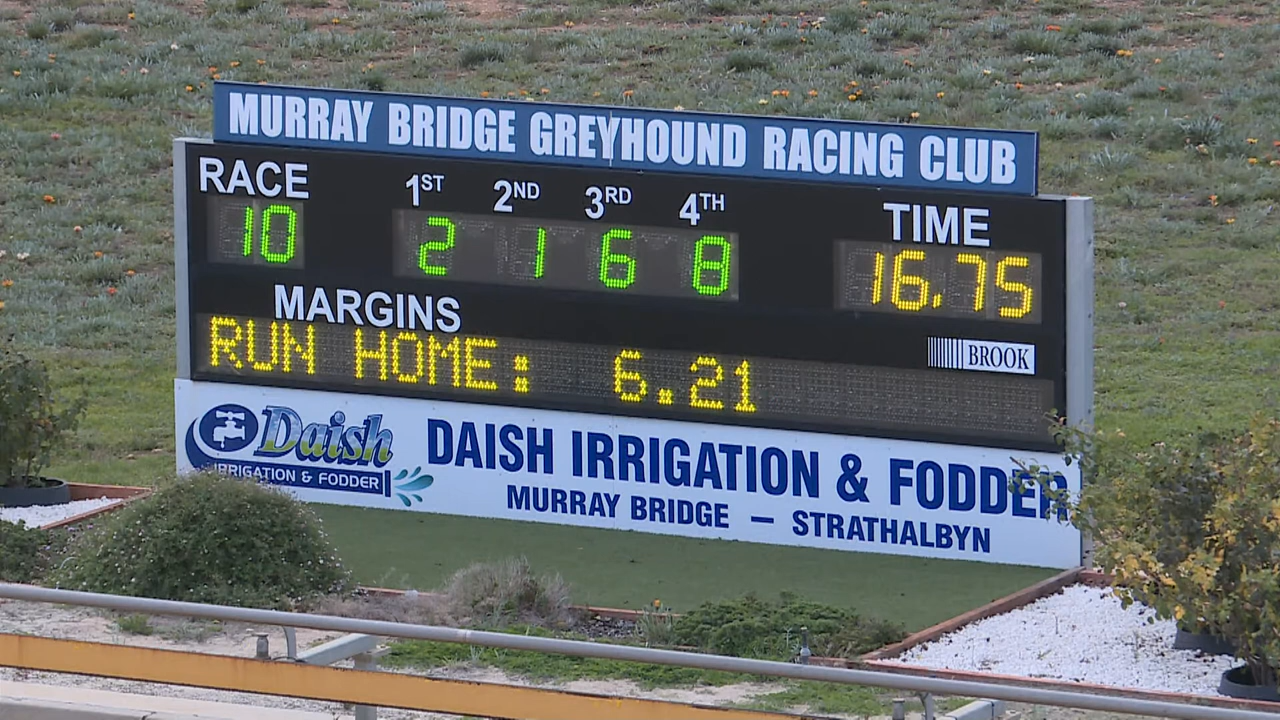 MURRAY BRIDGE GREYHOUND RACING CLUB
RACE 1ST 2ND 3RD 4TH TIME
10 2 1 6 8 16.75
MARGINS
BROOK
RUN HOME: 6.21
Daish
IRRIGATION & FODDER
DAISH IRRIGATION & FODDER
MURRAY BRIDGE – STRATHALBYN